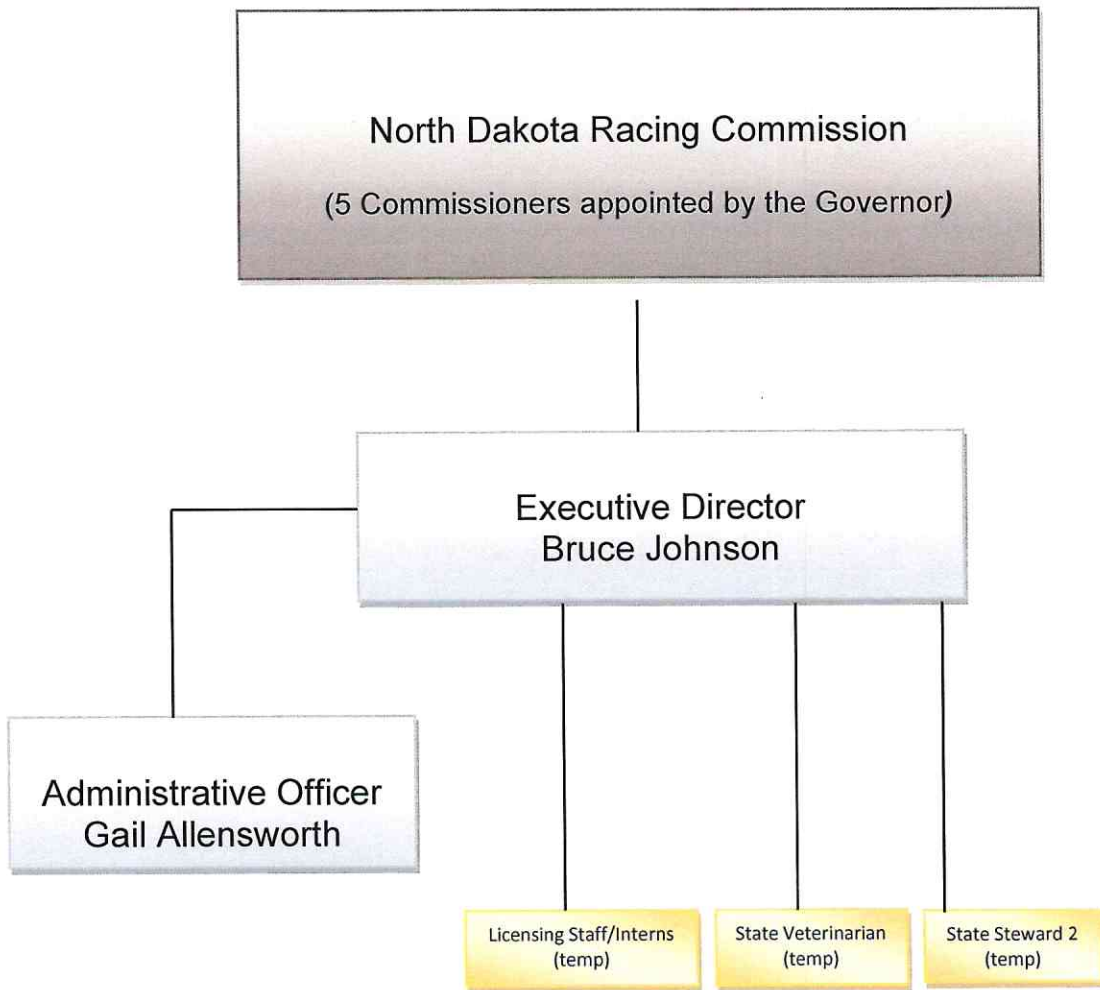 North Dakota Racing Commission
(5 Commissioners appointed by the Governor)
Executive Director
Bruce Johnson
Administrative Officer
Gail Allensworth
Licensing Staff/Interns
(temp)
State Veterinarian
(temp)
State Steward 2
(temp)